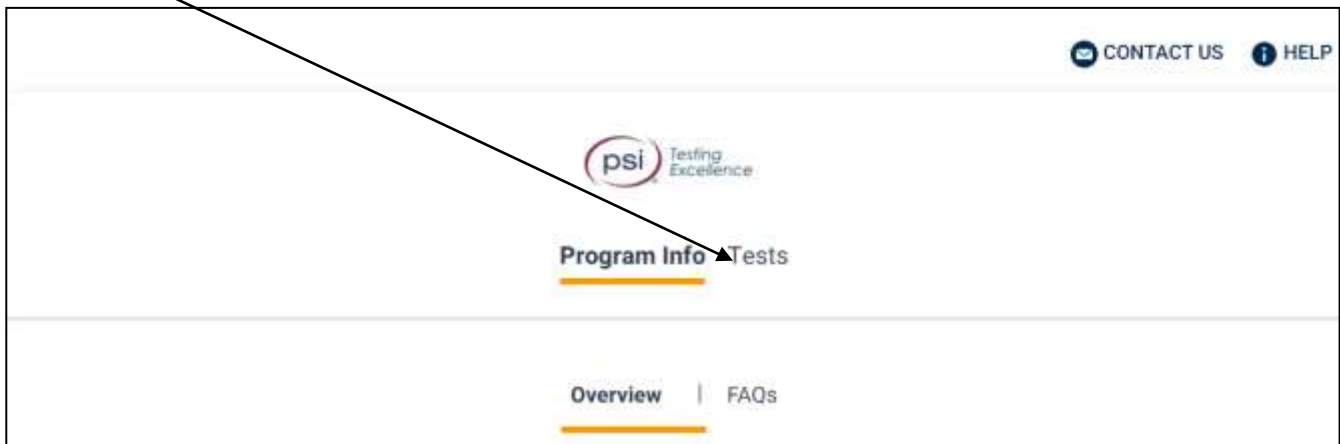 CONTACT US HELP
psi Testing
Excellence
Program Info Tests
Overview | FAQs